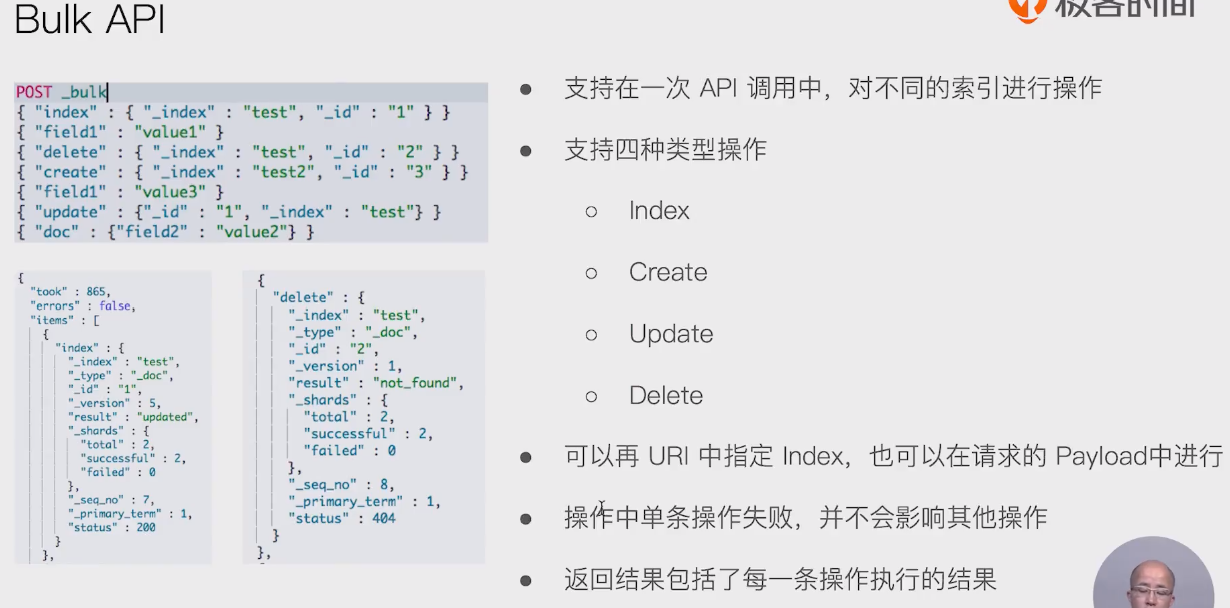 Bulk API
极客时间
POST _bulk
{ "index" : { "_index" : "test", "_id" : "1" } }
{ "field1" : "value1" }
{ "delete" : { "_index" : "test", "_id" : "2" } }
{ "create" : { "_index" : "test2", "_id" : "3" } }
{ "field1" : "value3" }
{ "update" : {"_id" : "1", "_index" : "test"} }
{ "doc" : {"field2" : "value2"} }
{
"took" : 865,
"errors" : false,
"items" : [
{
"index" : {
"_index" : "test",
"_type" : "_doc",
"_id" : "1",
"_version" : 5,
"result" : "updated",
"_shards" : {
"total" : 2,
"successful" : 2,
"failed" : 0
},
"_seq_no" : 7,
"_primary_term" : 1,
"status" : 200
}
},
{
"delete" : {
"_index" : "test",
"_type" : "_doc",
"_id" : "2",
"_version" : 1,
"result" : "not_found",
"_shards" : {
"total" : 2,
"successful" : 2,
"failed" : 0
},
"_seq_no" : 8,
"_primary_term" : 1,
"status" : 404
}
},
● 支持在一次 API 调用中，对不同的索引进行操作
● 支持四种类型操作
○ Index
○ Create
○ Update
○ Delete
● 可以再 URI 中指定 Index，也可以在请求的 Payload中进行
● 操作中单条操作失败，并不会影响其他操作
● 返回结果包括了每一条操作执行的结果